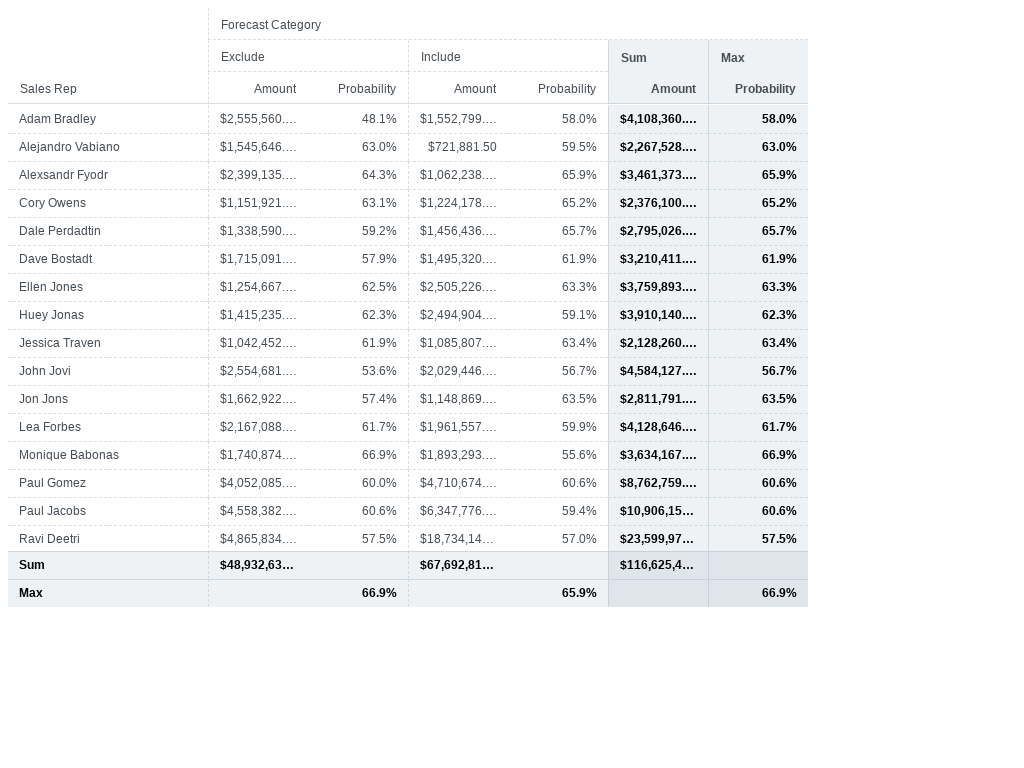 Forecast Category
Exclude Include Sum Max
Sales Rep Amount Probability Amount Probability Amount Probability
Adam Bradley $2,555,560.… 48.1% $1,552,799.… 58.0% $4,108,360.… 58.0%
Alejandro Vabiano $1,545,646.… 63.0% $721,881.50 59.5% $2,267,528.… 63.0%
Alexsandr Fyodr $2,399,135.… 64.3% $1,062,238.… 65.9% $3,461,373.… 65.9%
Cory Owens $1,151,921.… 63.1% $1,224,178.… 65.2% $2,376,100.… 65.2%
Dale Perdadtin $1,338,590.… 59.2% $1,456,436.… 65.7% $2,795,026.… 65.7%
Dave Bostadt $1,715,091.… 57.9% $1,495,320.… 61.9% $3,210,411.… 61.9%
Ellen Jones $1,254,667.… 62.5% $2,505,226.… 63.3% $3,759,893.… 63.3%
Huey Jonas $1,415,235.… 62.3% $2,494,904.… 59.1% $3,910,140.… 62.3%
Jessica Traven $1,042,452.… 61.9% $1,085,807.… 63.4% $2,128,260.… 63.4%
John Jovi $2,554,681.… 53.6% $2,029,446.… 56.7% $4,584,127.… 56.7%
Jon Jons $1,662,922.… 57.4% $1,148,869.… 63.5% $2,811,791.… 63.5%
Lea Forbes $2,167,088.… 61.7% $1,961,557.… 59.9% $4,128,646.… 61.7%
Monique Babonas $1,740,874.… 66.9% $1,893,293.… 55.6% $3,634,167.… 66.9%
Paul Gomez $4,052,085.… 60.0% $4,710,674.… 60.6% $8,762,759.… 60.6%
Paul Jacobs $4,558,382.… 60.6% $6,347,776.… 59.4% $10,906,15… 60.6%
Ravi Deetri $4,865,834.… 57.5% $18,734,14… 57.0% $23,599,97… 57.5%
Sum $48,932,63… $67,692,81… $116,625,4…
Max 66.9% 65.9% 66.9%